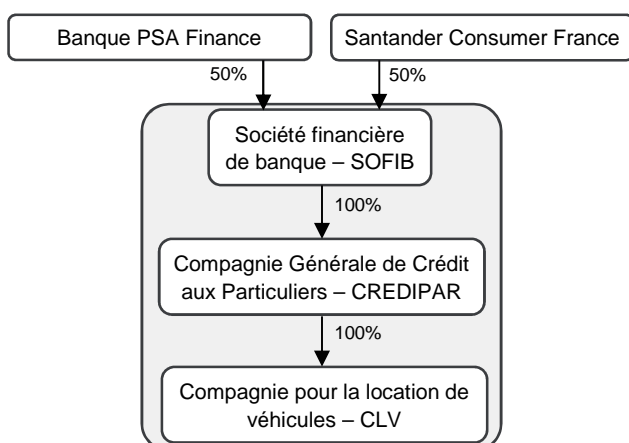 Banque PSA Finance
Santander Consumer France
50%
50%
Société financière
de banque – SOFIB
100%
Compagnie Générale de Crédit
aux Particuliers – CREDIPAR
100%
Compagnie pour la location de
véhicules – CLV